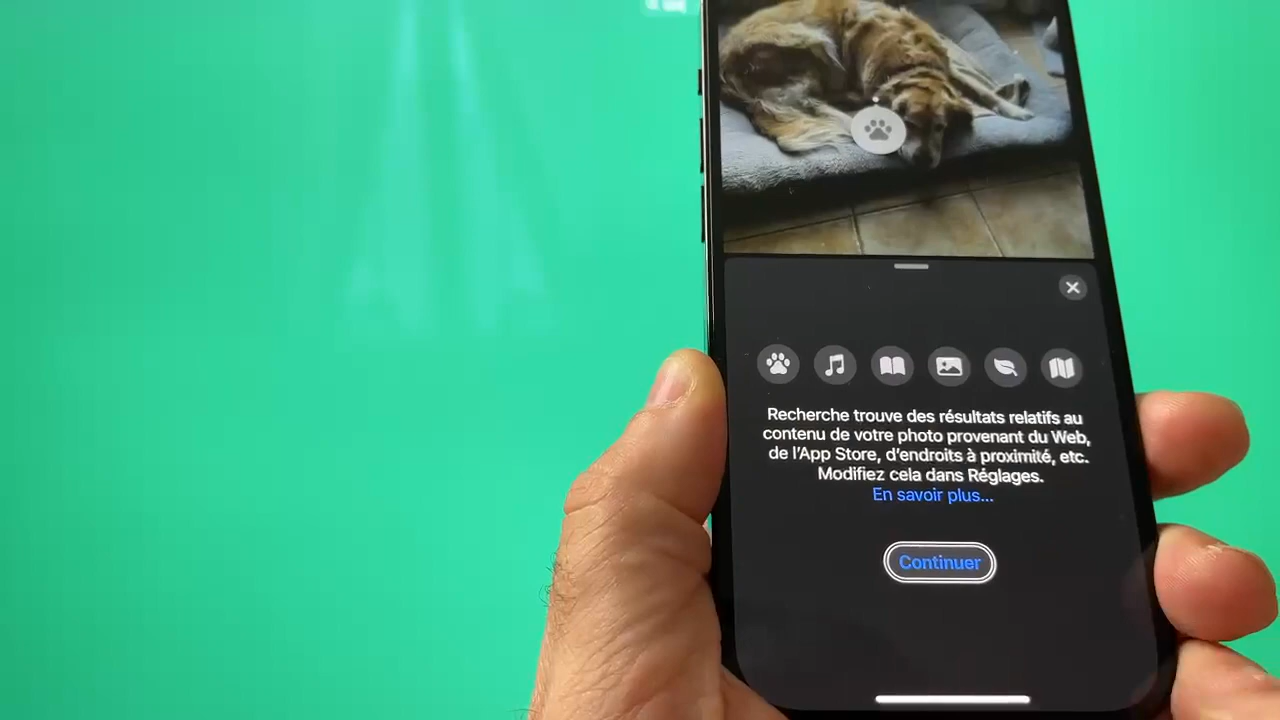 Recherche trouve des résultats relatifs au
contenu de votre photo provenant du Web,
de l'App Store, d'endroits à proximité, etc.
Modifiez cela dans Réglages.
En savoir plus...
Continuer